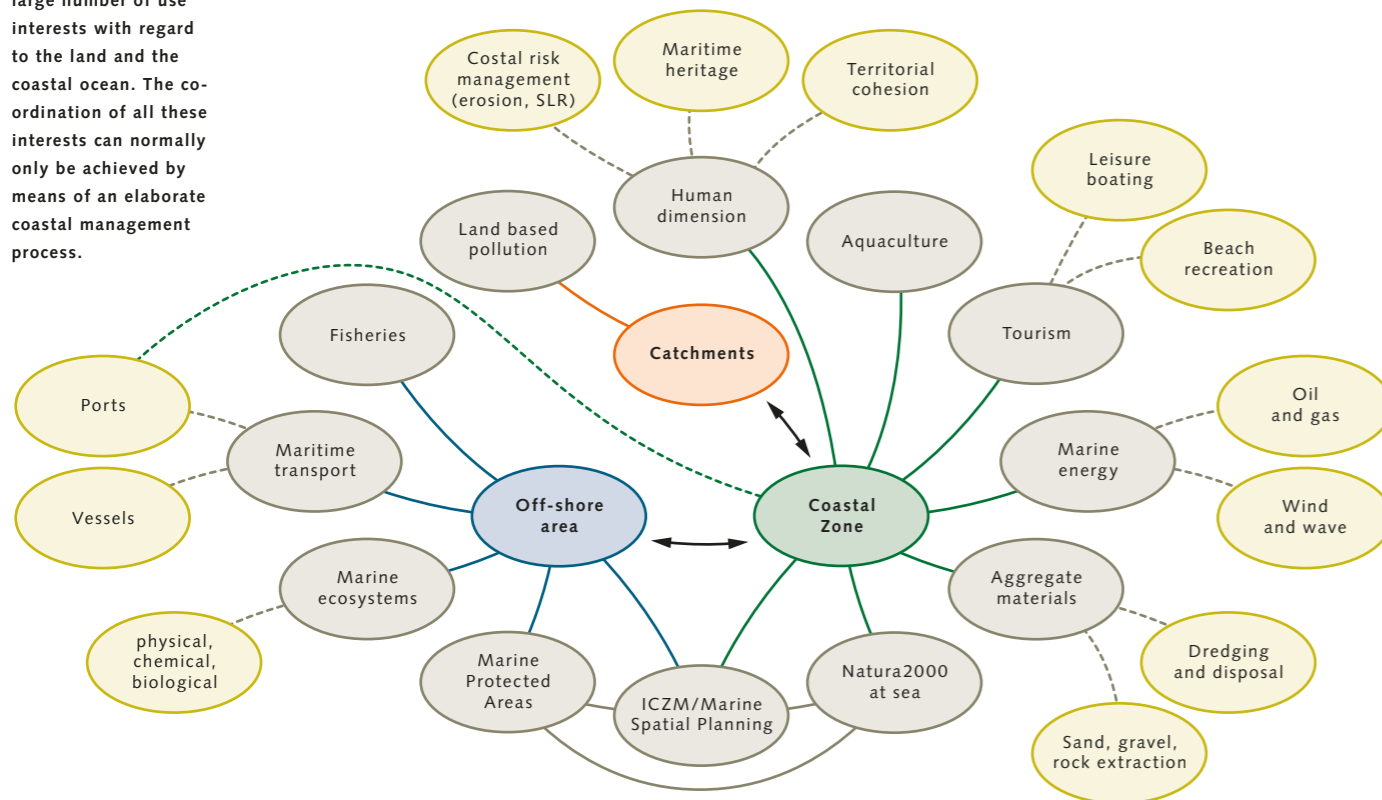 large number of use
interests with regard
to the land and the
coastal ocean. The co-
ordination of all these
interests can normally
only be achieved by
means of an elaborate
coastal management
process.
Costal risk
management
(erosion, SLR)
Maritime
heritage
Territorial
cohesion
Leisure
boating
Beach
recreation
Human
dimension
Land based
pollution
Aquaculture
Fisheries
Catchments
Tourism
Ports
Maritime
transport
Vessels
Off-shore
area
Coastal
Zone
Marine
energy
Oil
and gas
Wind
and wave
Marine
ecosystems
physical,
chemical,
biological
Marine
Protected
Areas
ICZM/Marine
Spatial Planning
Natura2000
at sea
Aggregate
materials
Dredging
and disposal
Sand, gravel,
rock extraction